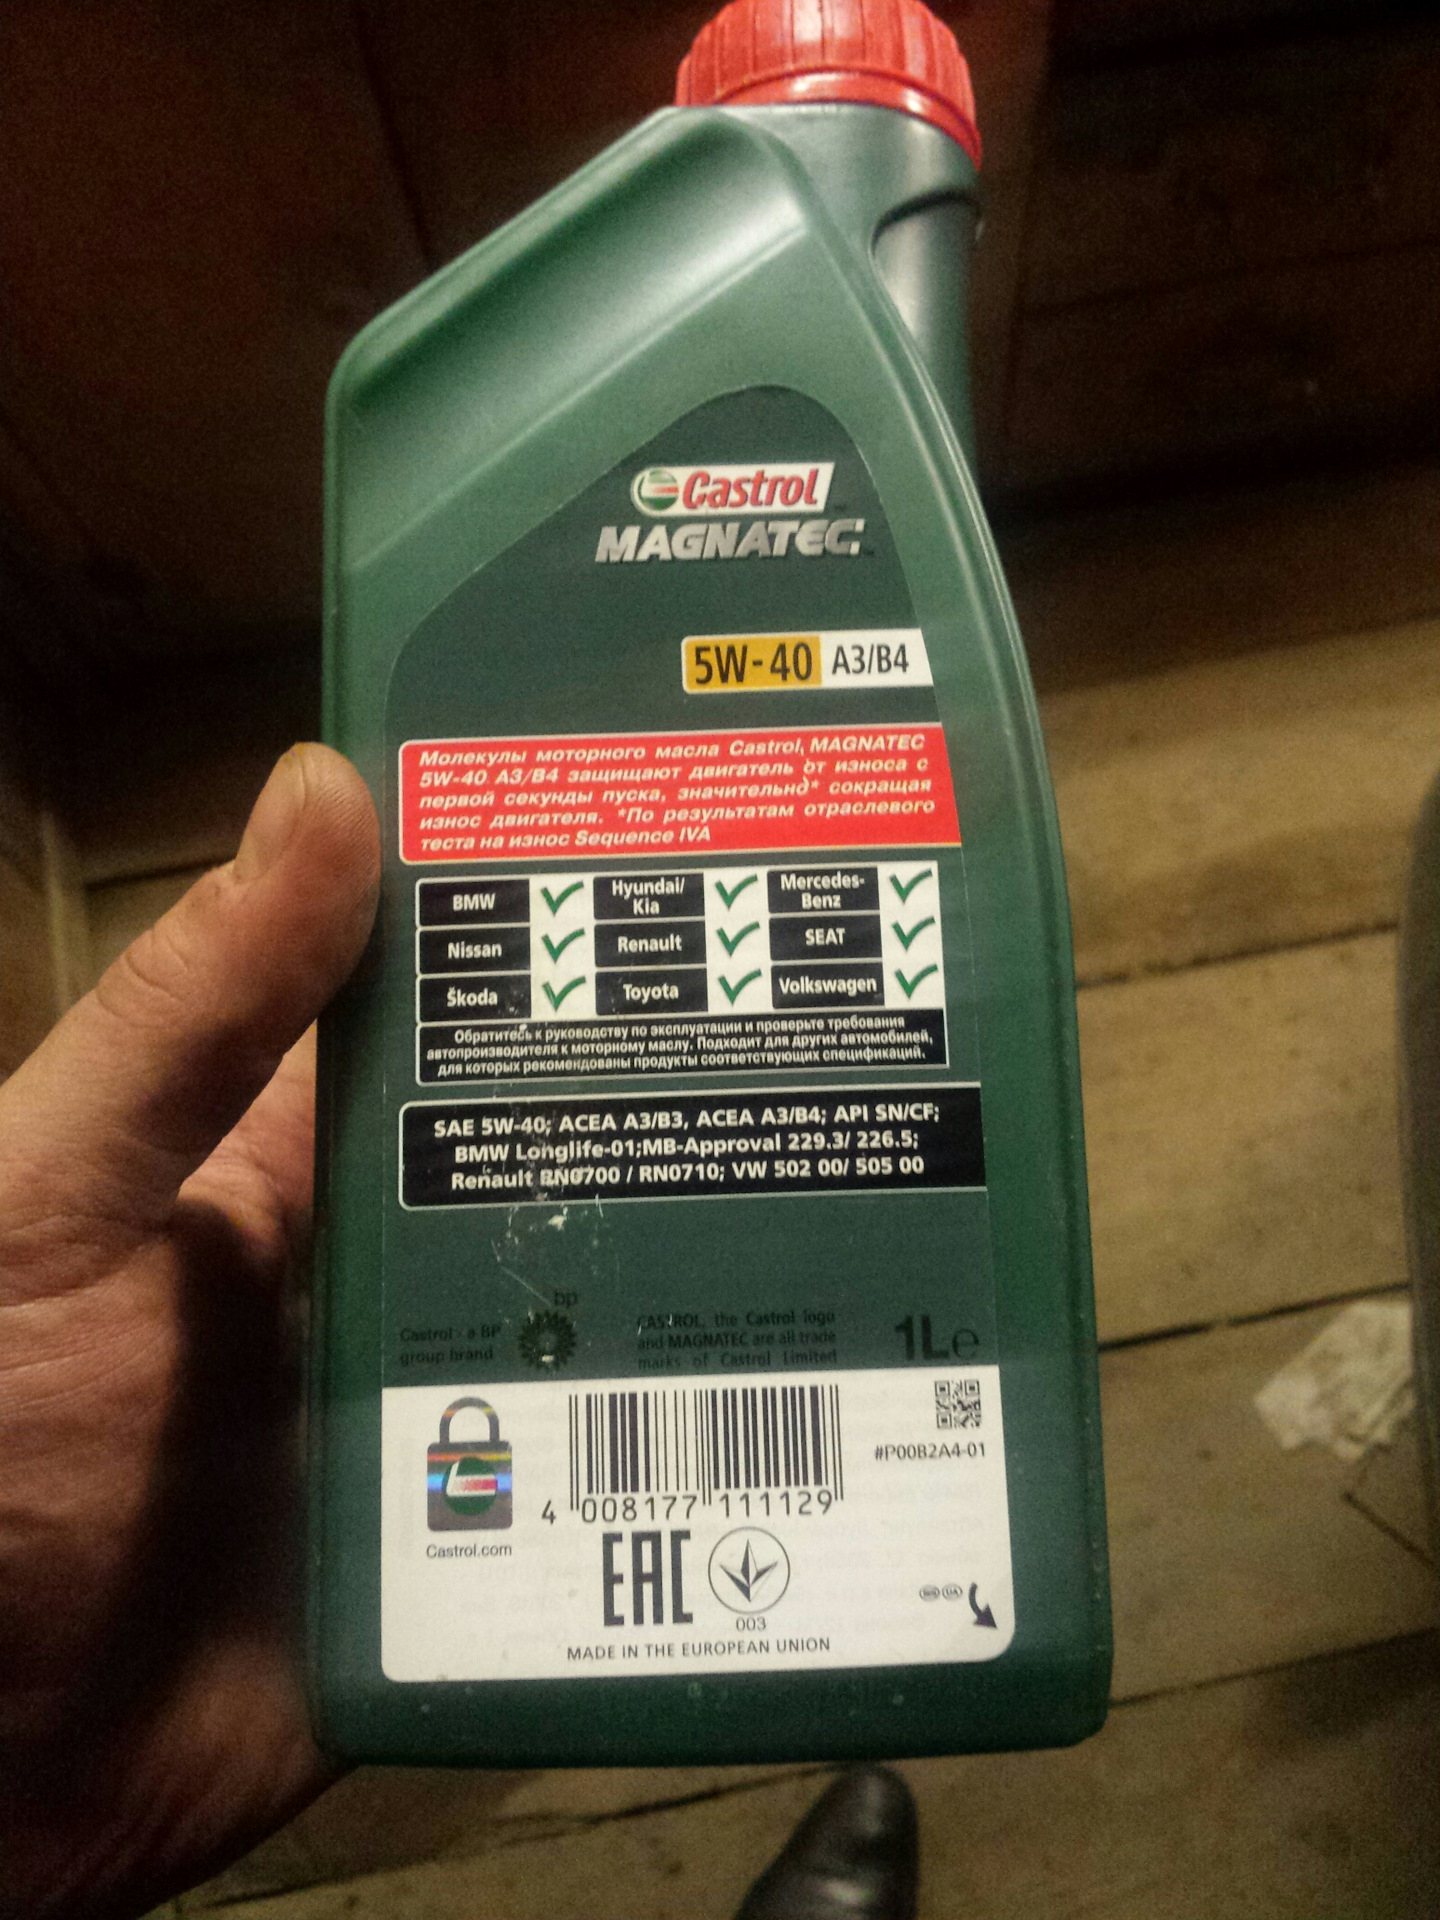 Castrol
MAGNATEC
5W-40 A3/B4
Молекулы моторного масла Castrol MAGNATEC
5W-40 A3/B4 защищают двигатель от износа с
первой секунды пуска, значительно* сокращая
износ двигателя. *По результатам отраслевого
теста на износ Sequence IVA
BMW
Hyundai/
Kia
Mercedes-
Benz
Nissan
Renault
SEAT
Škoda
Toyota
Volkswagen
Обратитесь к руководству по эксплуатации и проверьте требования
автопроизводителя к моторному маслу. Подходит для других автомобилей,
для которых рекомендованы продукты соответствующих спецификаций.
SAE 5W-40; ACEA A3/B3, ACEA A3/B4; API SN/CF;
BMW Longlife-01;MB-Approval 229.3/ 226.5;
Renault RN0700 / RN0710; VW 502 00/ 505 00
bp
Castrol - a BP
group brand
CASTROL, the Castrol logo
and MAGNATEC are all trade
marks of Castrol Limited
1L e
#P00B2A4-01
4 008177 111129
Castrol.com
EAC
003
MADE IN THE EUROPEAN UNION